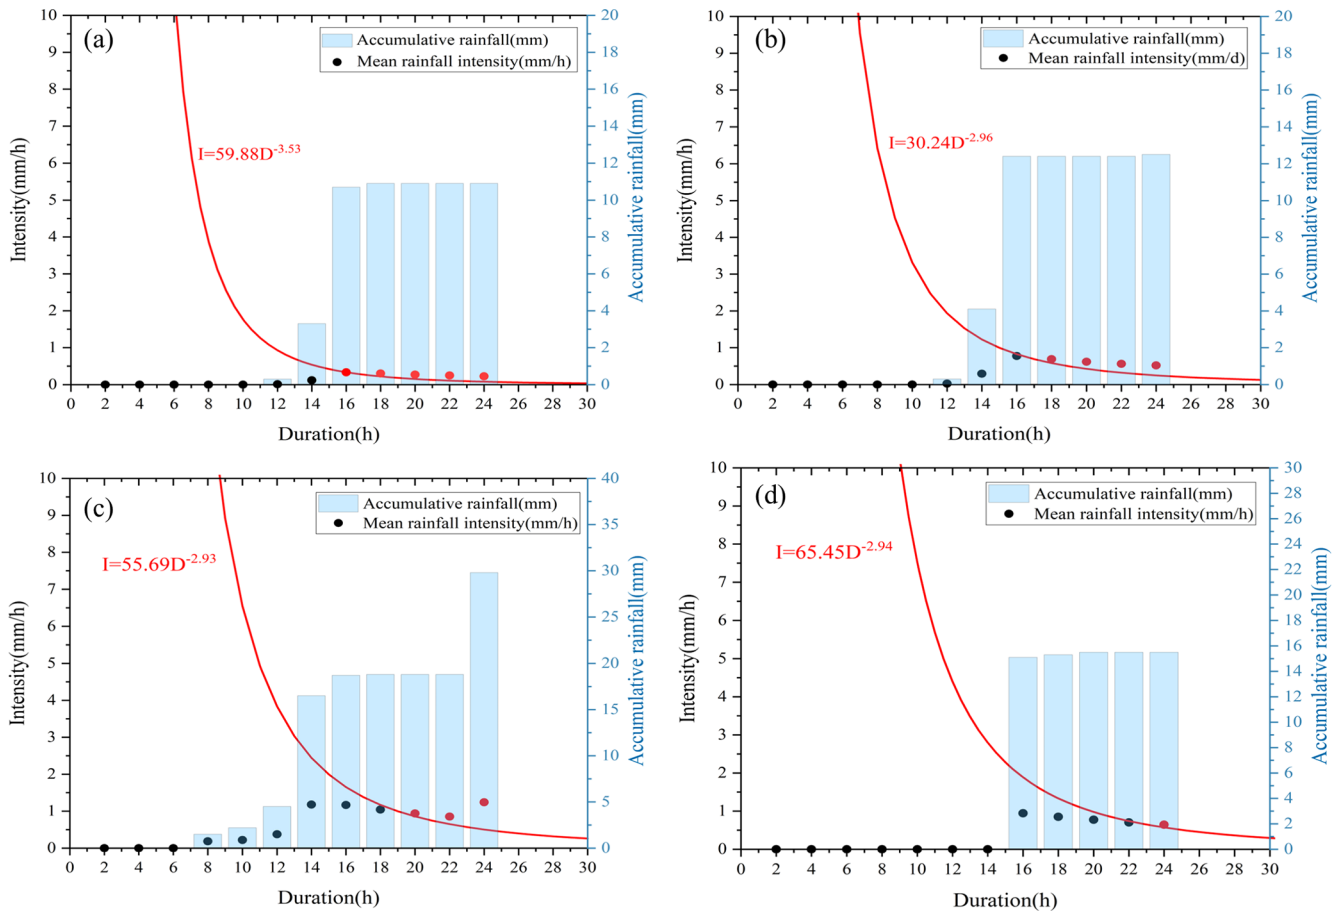 (a)
Accumulative rainfall(mm)
Mean rainfall intensity(mm/h)
I=59.88D^-3.53
Intensity(mm/h)
10
9
8
7
6
5
4
3
2
1
0
Accumulative rainfall(mm)
20
18
16
14
12
10
8
6
4
2
0
0 2 4 6 8 10 12 14 16 18 20 22 24 26 28 30
Duration(h)
(b)
Accumulative rainfall(mm)
Mean rainfall intensity(mm/d)
I=30.24D^-2.96
Intensity(mm/h)
10
9
8
7
6
5
4
3
2
1
0
Accumulative rainfall(mm)
20
18
16
14
12
10
8
6
4
2
0
0 2 4 6 8 10 12 14 16 18 20 22 24 26 28 30
Duration(h)
(c)
Accumulative rainfall(mm)
Mean rainfall intensity(mm/h)
I=55.69D^-2.93
Intensity(mm/h)
10
9
8
7
6
5
4
3
2
1
0
Accumulative rainfall(mm)
40
35
30
25
20
15
10
5
0
0 2 4 6 8 10 12 14 16 18 20 22 24 26 28 30
Duration(h)
(d)
Accumulative rainfall(mm)
Mean rainfall intensity(mm/h)
I=65.45D^-2.94
Intensity(mm/h)
10
9
8
7
6
5
4
3
2
1
0
Accumulative rainfall(mm)
30
28
26
24
22
20
18
16
14
12
10
8
6
4
2
0
0 2 4 6 8 10 12 14 16 18 20 22 24 26 28 30
Duration(h)